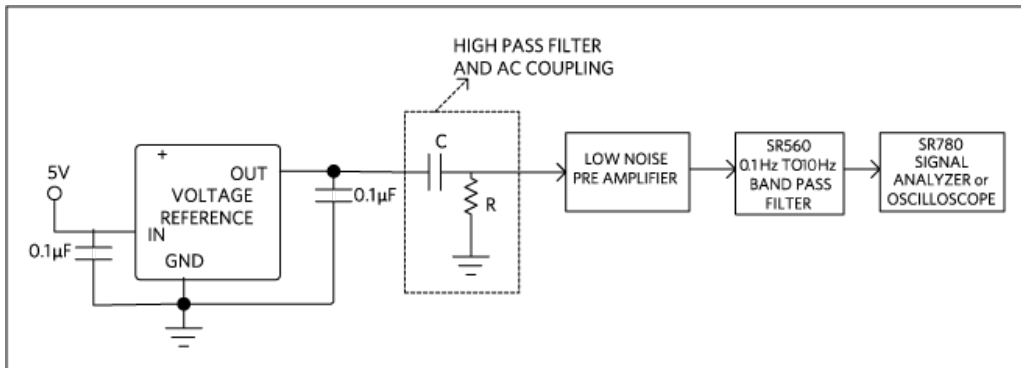 HIGH PASS FILTER
AND AC COUPLING
C
R
5V
0.1µF
+
OUT
VOLTAGE
REFERENCE
IN
GND
0.1µF
LOW NOISE
PRE AMPLIFIER
SR560
0.1Hz TO10Hz
BAND PASS
FILTER
SR780
SIGNAL
ANALYZER or
OSCILLOSCOPE